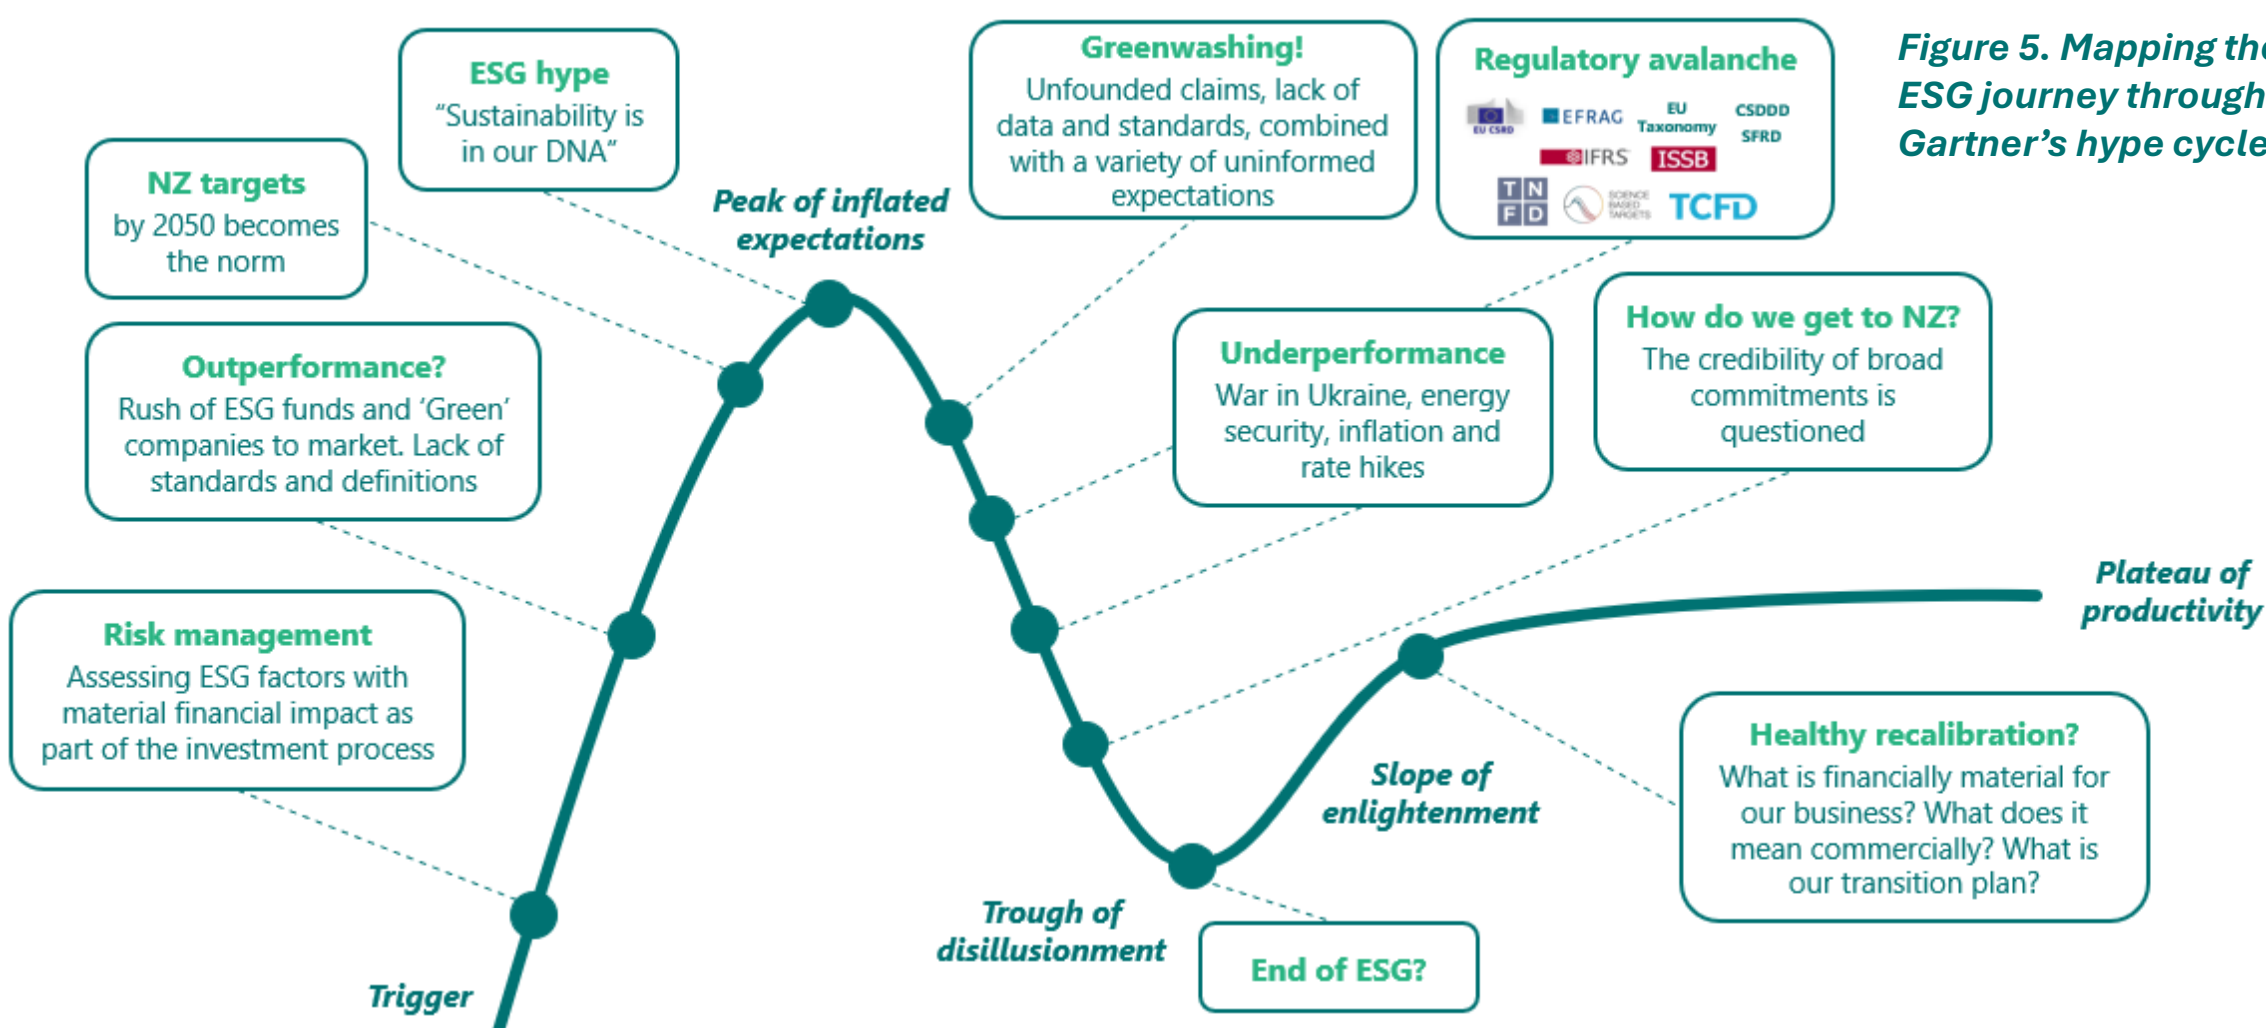 Figure 5. Mapping the
ESG journey through
Gartner's hype cycle
ESG hype
"Sustainability is
in our DNA"
NZ targets
by 2050 becomes
the norm
Outperformance?
Rush of ESG funds and 'Green'
companies to market. Lack of
standards and definitions
Risk management
Assessing ESG factors with
material financial impact as
part of the investment process
Trigger
Peak of inflated
expectations
Greenwashing!
Unfounded claims, lack of
data and standards, combined
with a variety of uninformed
expectations
Regulatory avalanche
EU CSRD
EFRAG
EU
Taxonomy
CSDDD
SFRD
IFRS
ISSB
TN
FD
SCIENCE
BASED
TARGETS
TCFD
Underperformance
War in Ukraine, energy
security, inflation and
rate hikes
How do we get to NZ?
The credibility of broad
commitments is
questioned
Trough of
disillusionment
End of ESG?
Slope of
enlightenment
Healthy recalibration?
What is financially material for
our business? What does it
mean commercially? What is
our transition plan?
Plateau of
productivity